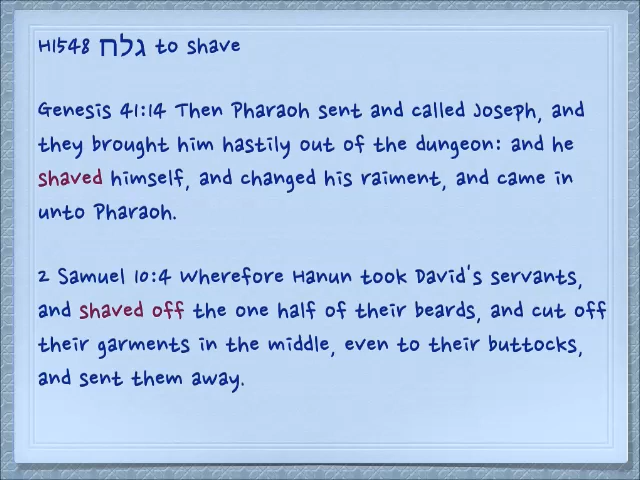 H1548 גלח to shave
Genesis 41:14 Then Pharaoh sent and called Joseph, and
they brought him hastily out of the dungeon: and he
shaved himself, and changed his raiment, and came in
unto Pharaoh.
2 Samuel 10:4 Wherefore Hanun took David's servants,
and shaved off the one half of their beards, and cut off
their garments in the middle, even to their buttocks,
and sent them away.